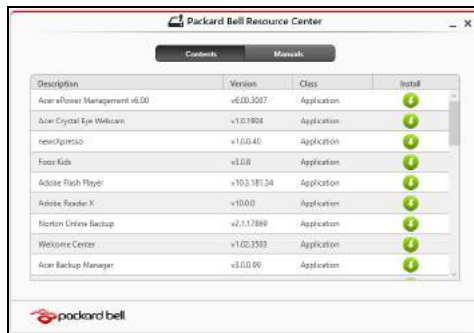 Packard Bell Resource Center
Contents Manuals
Description Version Class Install
Acer ePower Management v6.00 v6.00.3007 Application
Acer Crystal Eye Webcam v1.0.1904 Application
newsXpresso v1.0.0.40 Application
Fooz Kids v3.0.8 Application
Adobe Flash Player v10.3.181.34 Application
Adobe Reader X v10.0.0 Application
Norton Online Backup v2.1.17869 Application
Welcome Center v1.02.3503 Application
Acer Backup Manager v3.0.0.99 Application
packard bell